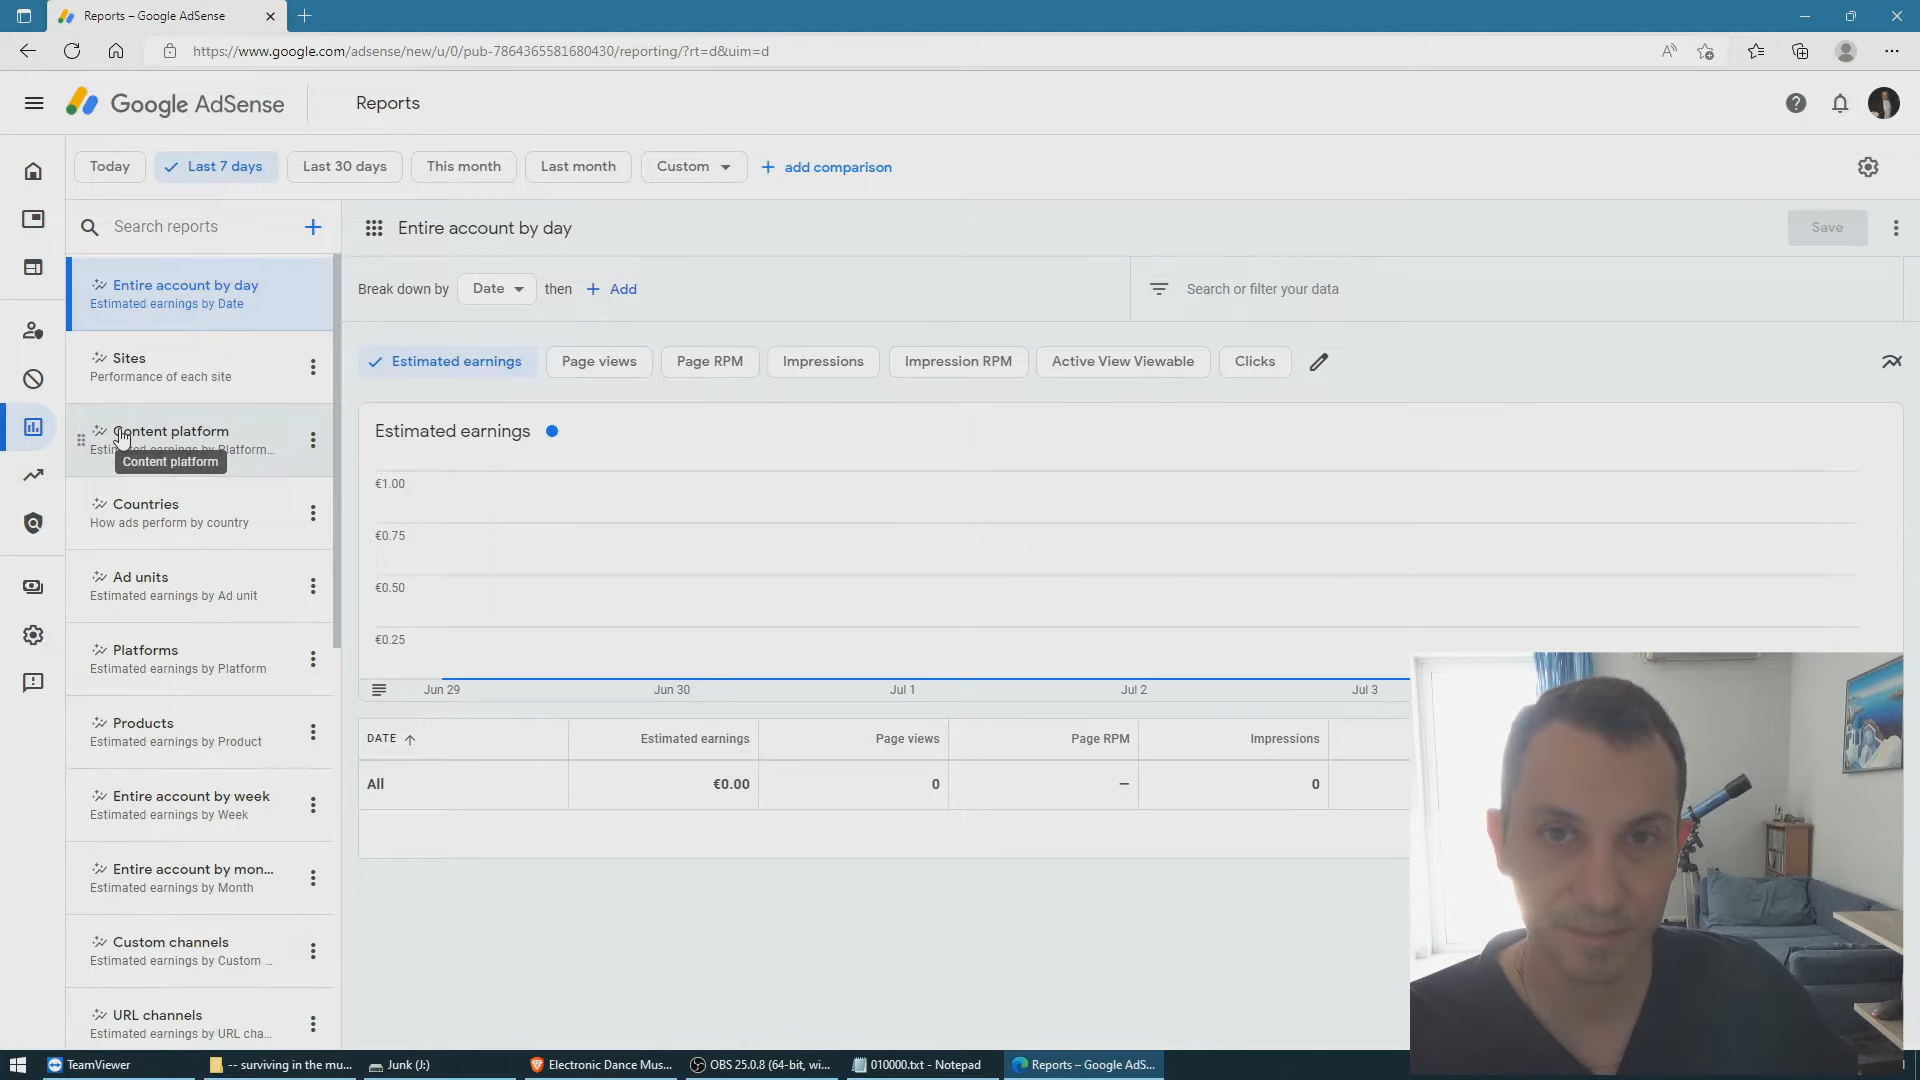 Reports – Google AdSense
https://www.google.com/adsense/new/u/0/pub-7864365581680430/reporting/?rt=d&uim=d
Google AdSense
Reports
Today
Last 7 days
Last 30 days
This month
Last month
Custom
+ add comparison
Search reports
Entire account by day
Save
Entire account by day
Estimated earnings by Date
Break down by
Date
then
+ Add
Search or filter your data
Sites
Performance of each site
Estimated earnings
Page views
Page RPM
Impressions
Impression RPM
Active View Viewable
Clicks
Content platform
Estimated earnings by Platform...
Content platform
Estimated earnings
€1.00
€0.75
€0.50
€0.25
Jun 29
Jun 30
Jul 1
Jul 2
Jul 3
Countries
How ads perform by country
Ad units
Estimated earnings by Ad unit
Platforms
Estimated earnings by Platform
Products
Estimated earnings by Product
Entire account by week
Estimated earnings by Week
Entire account by mon...
Estimated earnings by Month
Custom channels
Estimated earnings by Custom ...
URL channels
Estimated earnings by URL cha...
DATE
Estimated earnings
Page views
Page RPM
Impressions
All
€0.00
0
–
0
TeamViewer
-- surviving in the mu...
Junk (J:)
Electronic Dance Mus...
OBS 25.0.8 (64-bit, wi...
010000.txt - Notepad
Reports – Google AdS...